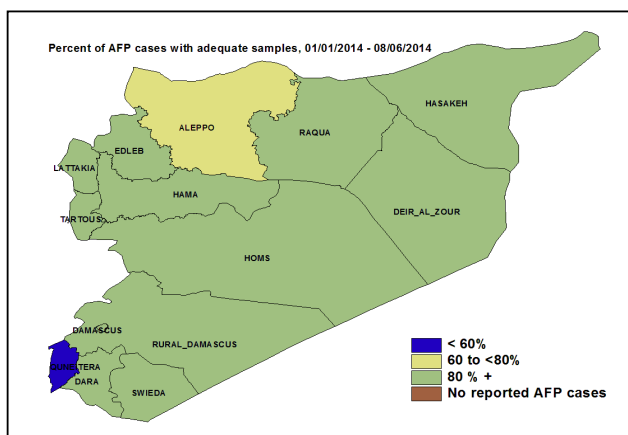 Percent of AFP cases with adequate samples, 01/01/2014 - 08/06/2014
HASAKEH
ALEPPO
RAQUA
EDLEB
LATTAKIA
HAMA
DEIR_AL_ZOUR
TARTOUS
HOMS
DAMASCUS
RURAL_DAMASCUS
QUNEITERA
DARA
SWIEDA
< 60%
60 to <80%
80 % +
No reported AFP cases